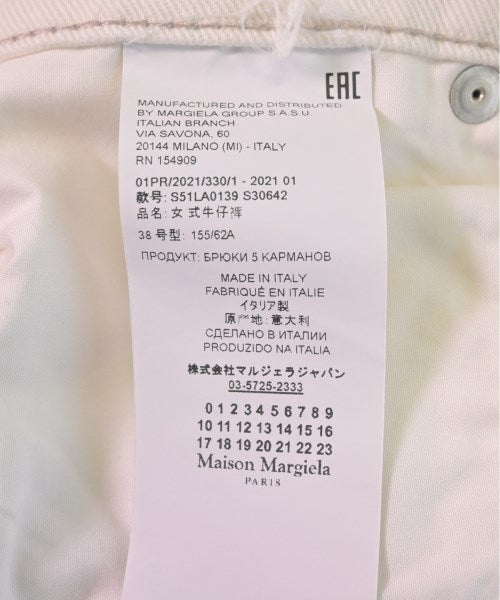 EAC
MANUFACTURED AND DISTRIBUTED
BY MARGIELA GROUP S.A.S.U.
ITALIAN BRANCH
VIA SAVONA, 60
20144 MILANO (MI) - ITALY
RN 154909
01PR/2021/330/1 - 2021 01
款号: S51LA0139 S30642
品名: 女式牛仔裤
38 号型: 155/62A
ПРОДУКТ: БРЮКИ 5 КАРМАНОВ
MADE IN ITALY
FABRIQUÉ EN ITALIE
イタリア製
原产地: 意大利
СДЕЛАНО В ИТАЛИИ
PRODUZIDO NA ITALIA
株式会社マルジェラジャパン
03-5725-2333
0 1 2 3 4 5 6 7 8 9
10 11 12 13 14 15 16
17 18 19 20 21 22 23
Maison Margiela
PARIS